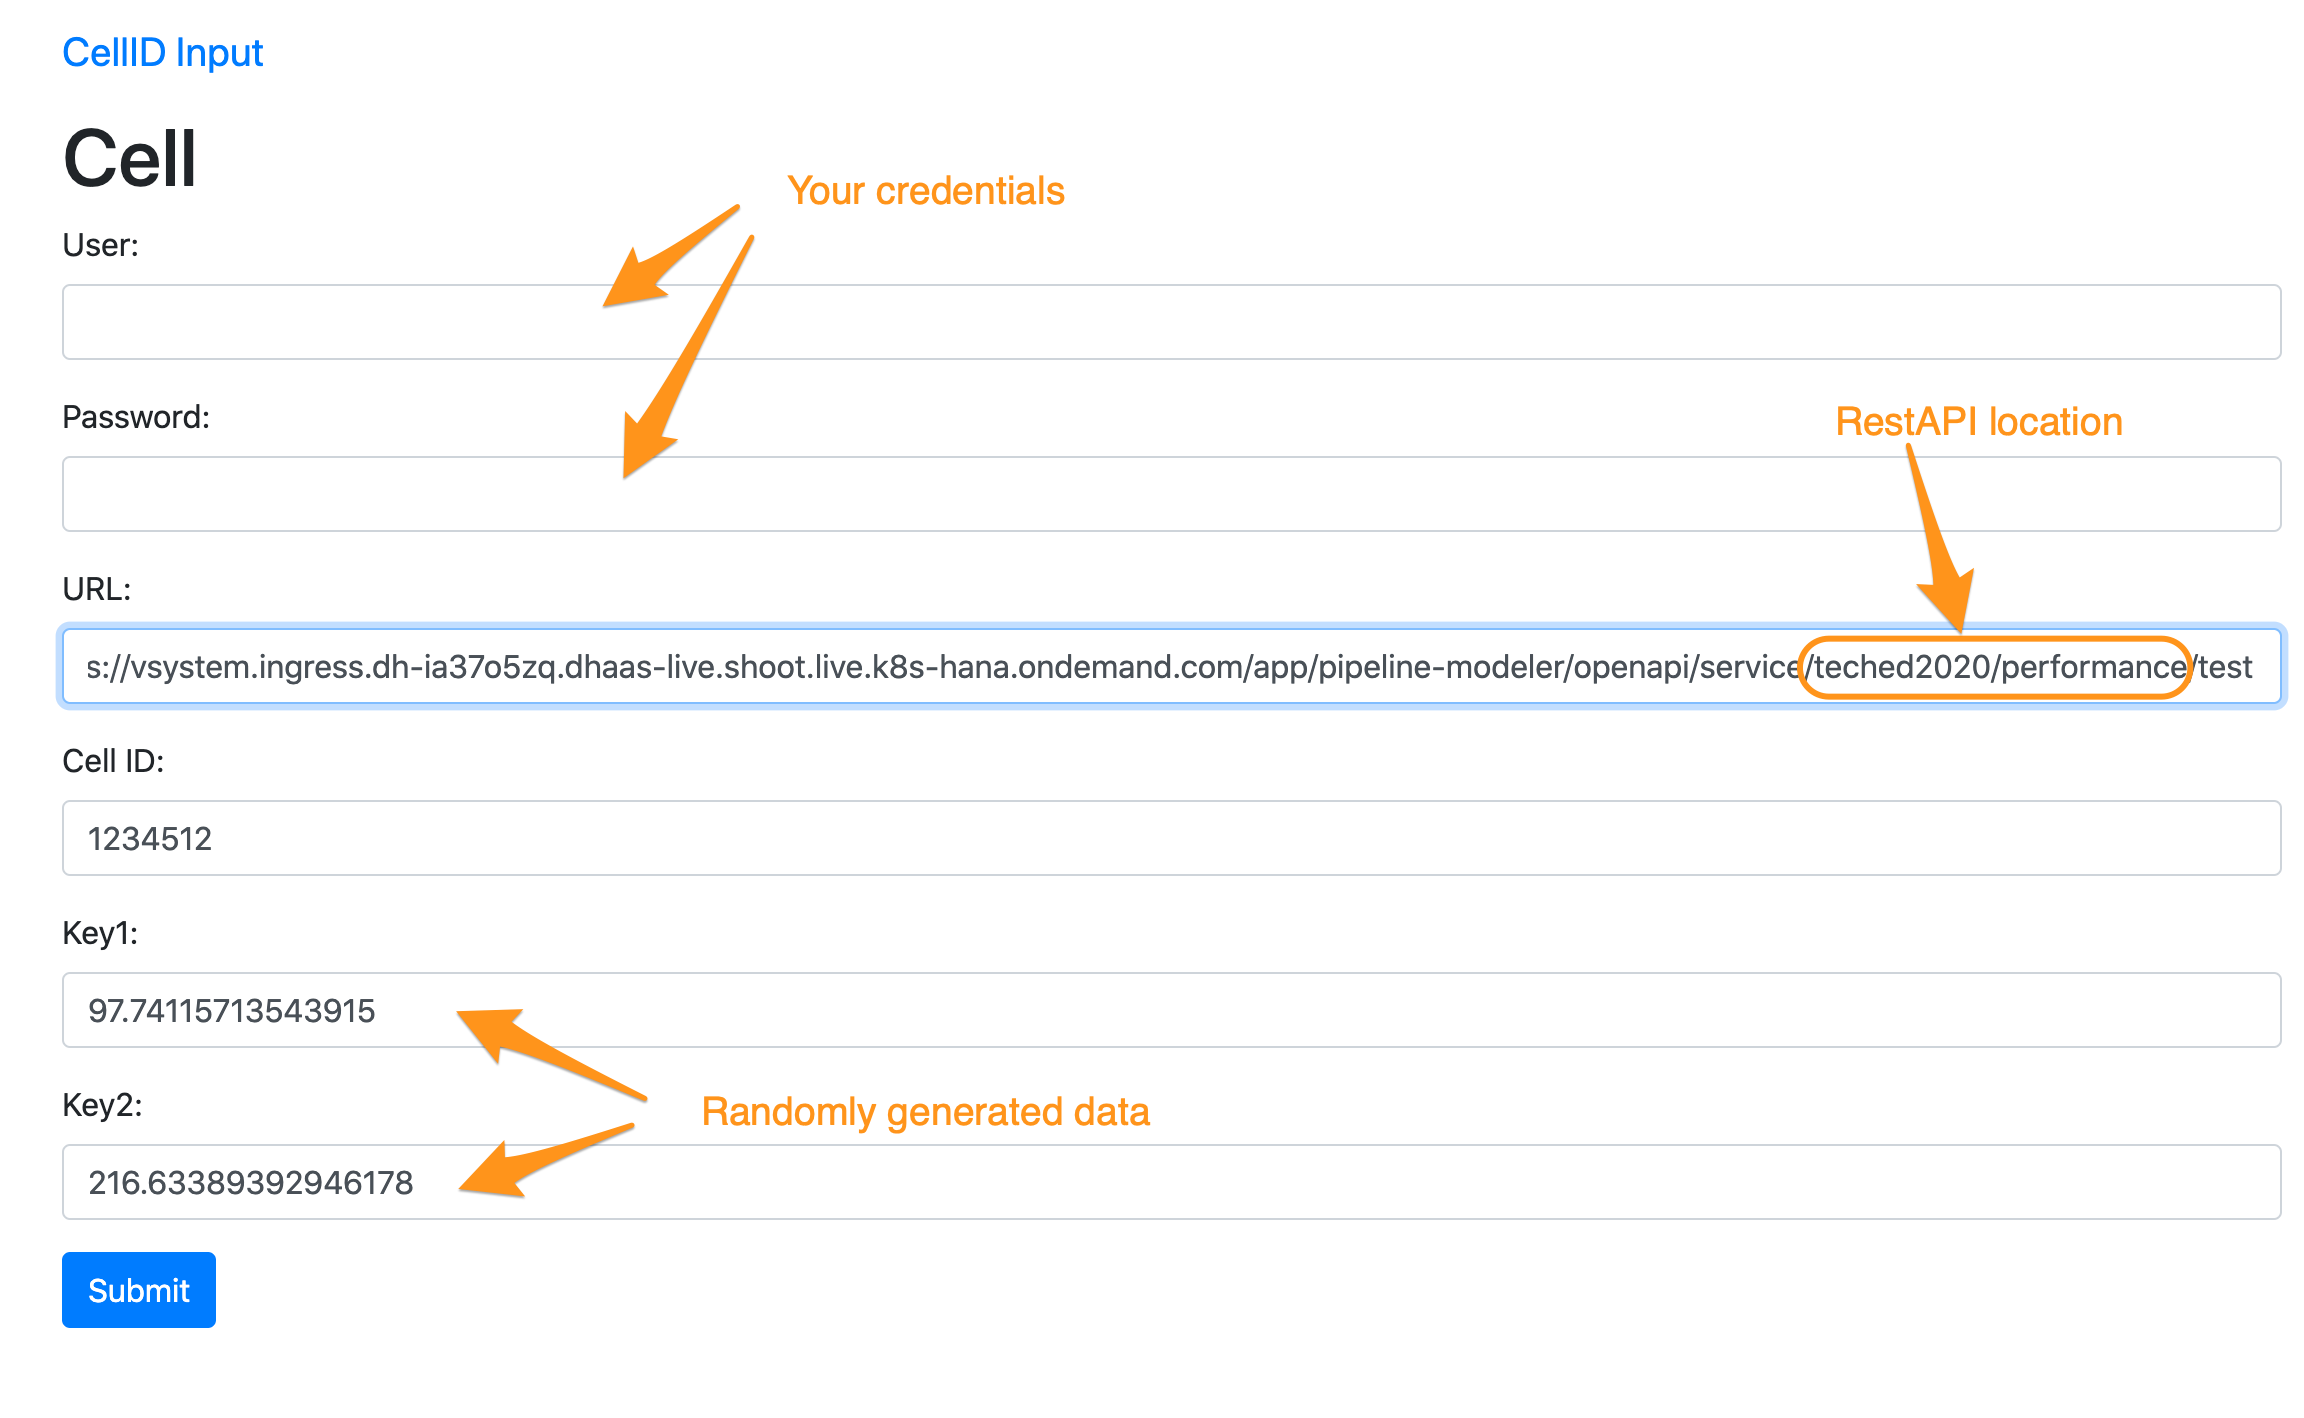 CellID Input
Cell
Your credentials
User:
Password:
RestAPI location
URL:
s://vsystem.ingress.dh-ia37o5zq.dhaas-live.shoot.live.k8s-hana.ondemand.com/app/pipeline-modeler/openapi/service/teched2020/performance/test
Cell ID:
1234512
Key1:
97.74115713543915
Key2:
Randomly generated data
216.63389392946178
Submit